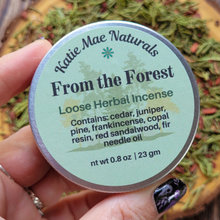 Katie Mae Naturals
From the Forest
Loose Herbal Incense
Contains: cedar, juniper,
pine, frankincense, copal
resin, red sandalwood, fir
needle oil
nt wt 0.8 oz | 23 gm